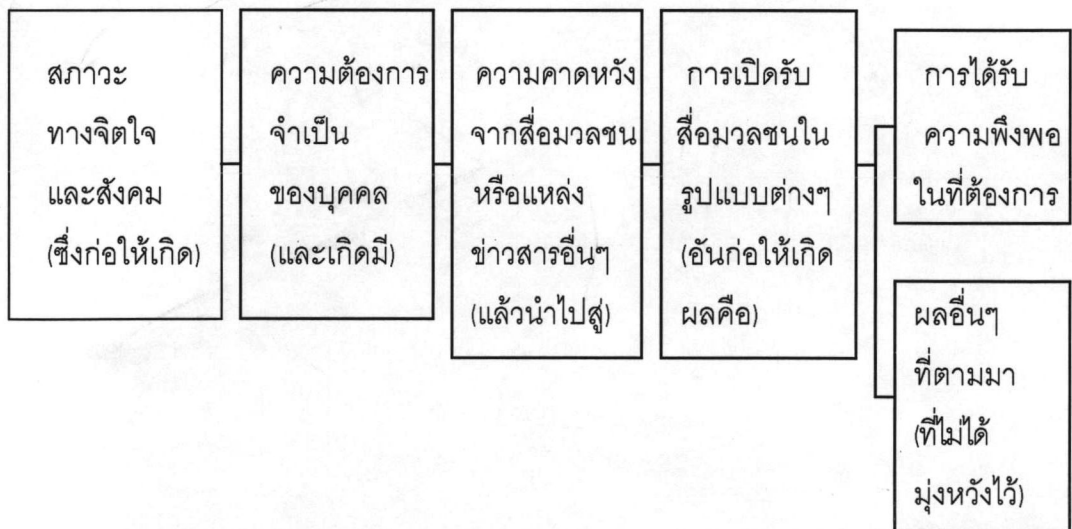 สภาวะ
ทางจิตใจ
และสังคม
(ซึ่งก่อให้เกิด)
ความต้องการ
จำเป็น
ของบุคคล
(และเกิดมี)
ความคาดหวัง
จากสื่อมวลชน
หรือแหล่ง
ข่าวสารอื่นๆ
(แล้วนำไปสู่)
การเปิดรับ
สื่อมวลชนใน
รูปแบบต่างๆ
(อันก่อให้เกิด
ผลคือ)
การได้รับ
ความพึงพอ
ในที่ต้องการ
ผลอื่นๆ
ที่ตามมา
(ที่ไม่ได้
มุ่งหวังไว้)